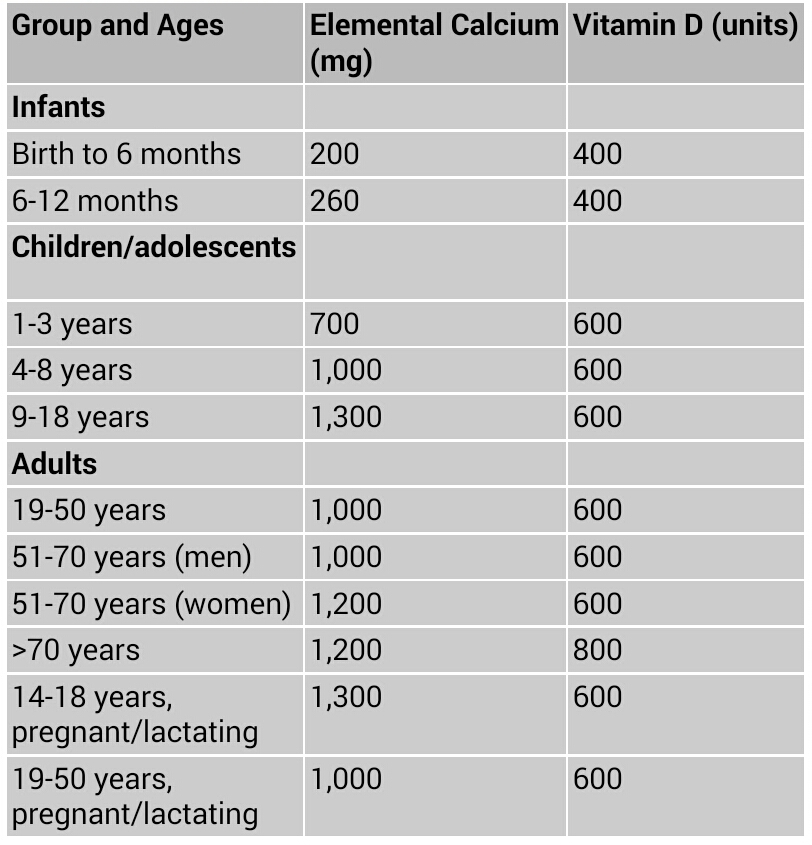 Group and Ages Elemental Calcium (mg) Vitamin D (units)
Infants
Birth to 6 months 200 400
6-12 months 260 400
Children/adolescents
1-3 years 700 600
4-8 years 1,000 600
9-18 years 1,300 600
Adults
19-50 years 1,000 600
51-70 years (men) 1,000 600
51-70 years (women) 1,200 600
>70 years 1,200 800
14-18 years, pregnant/lactating 1,300 600
19-50 years, pregnant/lactating 1,000 600